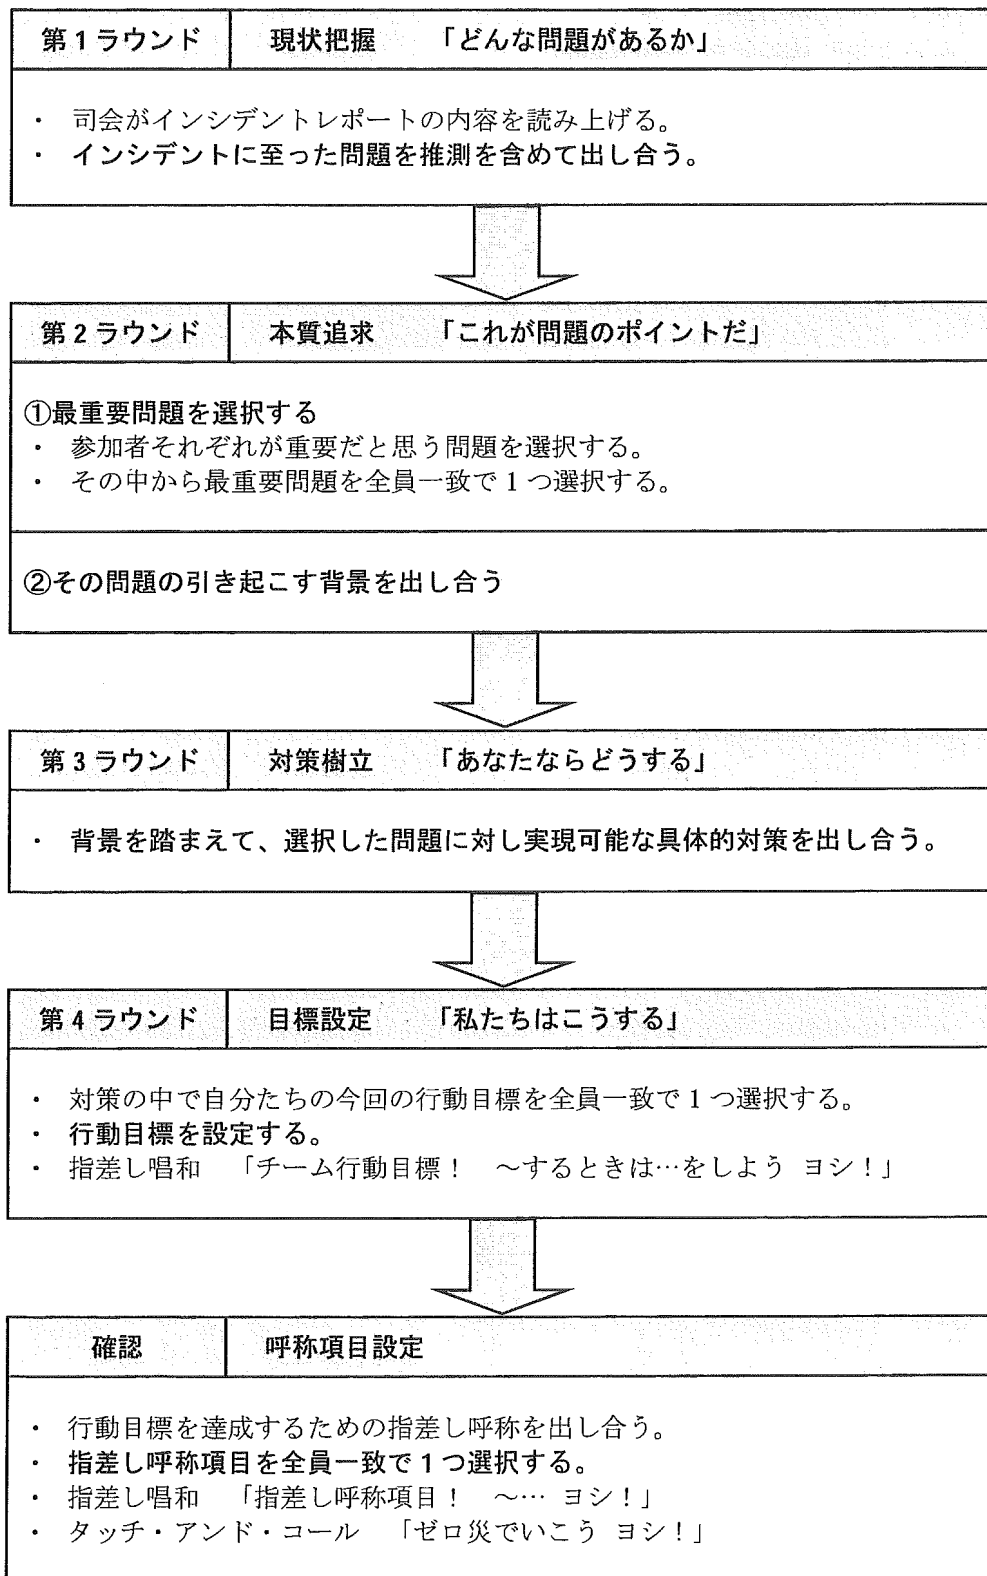 第1ラウンド 現状把握 「どんな問題があるか」
・ 司会がインシデントレポートの内容を読み上げる。
・ インシデントに至った問題を推測を含めて出し合う。
第2ラウンド 本質追求 「これが問題のポイントだ」
①最重要問題を選択する
・ 参加者それぞれが重要だと思う問題を選択する。
・ その中から最重要問題を全員一致で1つ選択する。
②その問題の引き起こす背景を出し合う
第3ラウンド 対策樹立 「あなたならどうする」
・ 背景を踏まえて、選択した問題に対し実現可能な具体的対策を出し合う。
第4ラウンド 目標設定 「私たちはこうする」
・ 対策の中で自分たちの今回の行動目標を全員一致で1つ選択する。
・ 行動目標を設定する。
・ 指差し唱和 「チーム行動目標! ～するときは…をしよう ヨシ!」
確認 呼称項目設定
・ 行動目標を達成するための指差し呼称を出し合う。
・ 指差し呼称項目を全員一致で1つ選択する。
・ 指差し唱和 「指差し呼称項目! ～… ヨシ!」
・ タッチ・アンド・コール 「ゼロ災でいこう ヨシ!」